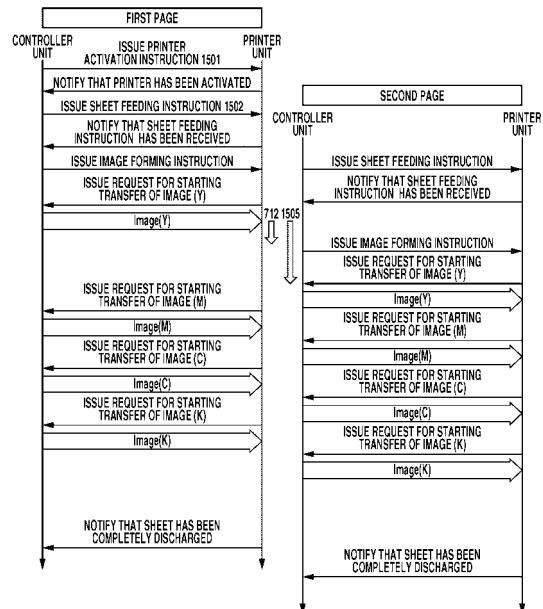 FIRST PAGE
CONTROLLER
UNIT
PRINTER
UNIT
ISSUE PRINTER
ACTIVATION INSTRUCTION 1501
NOTIFY THAT PRINTER HAS BEEN ACTIVATED
ISSUE SHEET FEEDING INSTRUCTION 1502
NOTIFY THAT SHEET FEEDING
INSTRUCTION HAS BEEN RECEIVED
ISSUE IMAGE FORMING INSTRUCTION
ISSUE REQUEST FOR STARTING
TRANSFER OF IMAGE (Y)
Image(Y)
712 1505
ISSUE REQUEST FOR STARTING
TRANSFER OF IMAGE (M)
Image(M)
ISSUE REQUEST FOR STARTING
TRANSFER OF IMAGE (C)
Image(C)
ISSUE REQUEST FOR STARTING
TRANSFER OF IMAGE (K)
Image(K)
NOTIFY THAT SHEET HAS BEEN
COMPLETELY DISCHARGED
SECOND PAGE
CONTROLLER
UNIT
PRINTER
UNIT
ISSUE SHEET FEEDING INSTRUCTION
NOTIFY THAT SHEET FEEDING
INSTRUCTION HAS BEEN RECEIVED
ISSUE IMAGE FORMING INSTRUCTION
ISSUE REQUEST FOR STARTING
TRANSFER OF IMAGE (Y)
Image(Y)
ISSUE REQUEST FOR STARTING
TRANSFER OF IMAGE (M)
Image(M)
ISSUE REQUEST FOR STARTING
TRANSFER OF IMAGE (C)
Image(C)
ISSUE REQUEST FOR STARTING
TRANSFER OF IMAGE (K)
Image(K)
NOTIFY THAT SHEET HAS BEEN
COMPLETELY DISCHARGED